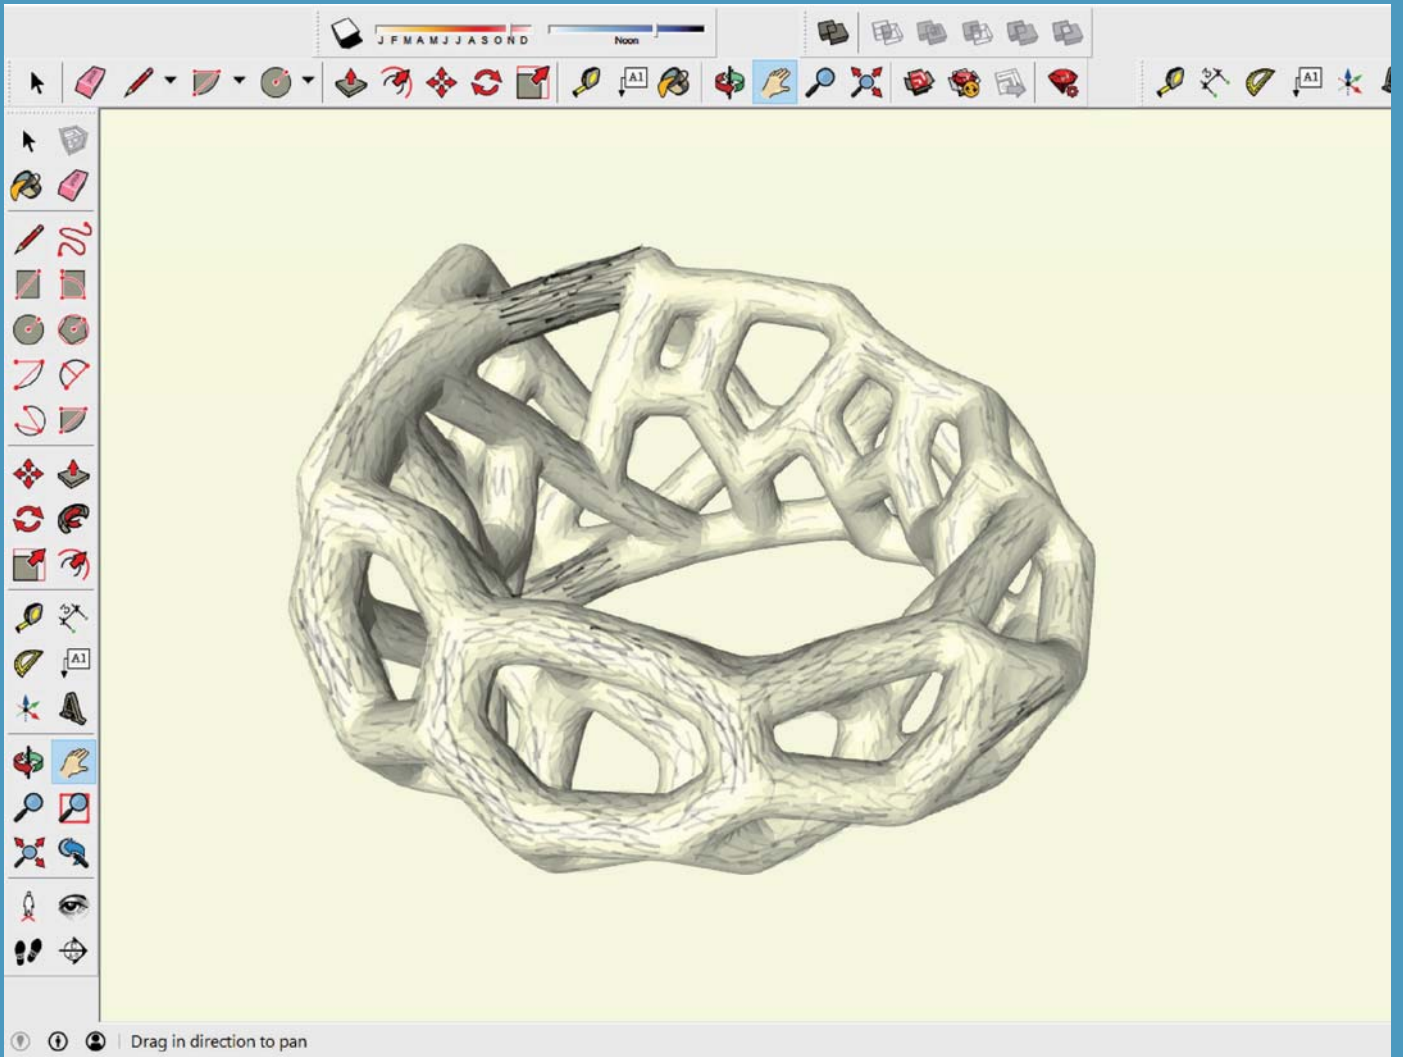 J F M A M J J A S O N D
Noon
A1
A1
A1
Drag in direction to pan